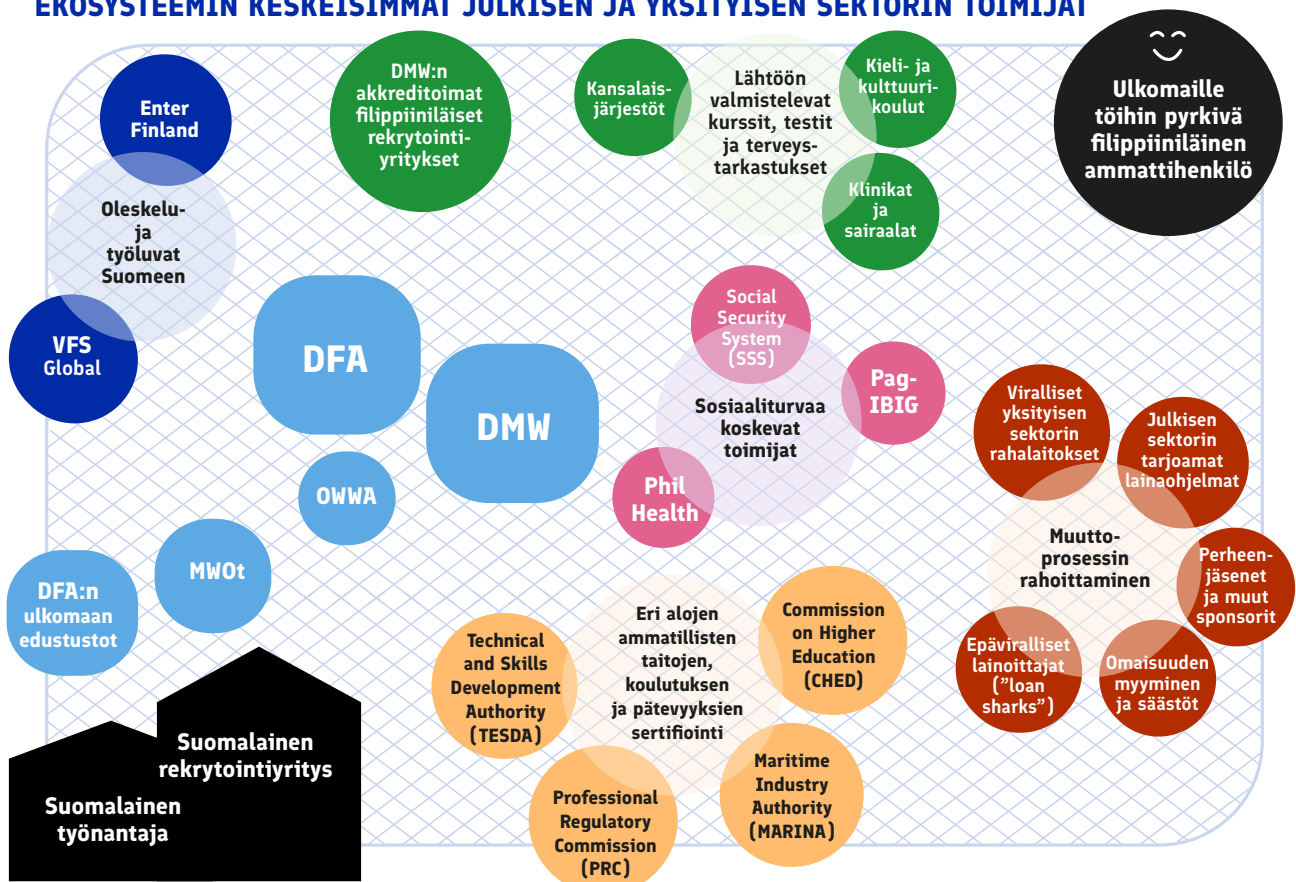 EKOSYSTEEMIN KESKEISIMMÄT JULKISEN JA YKSITYISEN SEKTORIN TOIMIJAT
Enter
Finland
Oleskelu-
ja
työluvat
Suomeen
VFS
Global
DMW:n
akkreditoimat
filippiiniläiset
rekrytointi-
yritykset
Kansalais-
järjestöt
Lähtöön
valmistelevat
kurssit, testit
ja terveys-
tarkastukset
Kieli- ja
kulttuuri-
koulut
Klinikat
ja
sairaalat
Ulkomaille
töihin pyrkivä
filippiiniläinen
ammattihenkilö
DFA
DMW
OWWA
MWOt
DFA:n
ulkomaan
edustustot
Social
Security
System
(SSS)
Sosiaaliturvaa
koskevat
toimijat
Pag-
IBIG
Phil
Health
Viralliset
yksityisen
sektorin
rahalaitokset
Julkisen
sektorin
tarjoamat
lainaohjelmat
Muutto-
prosessin
rahoittaminen
Perheen-
jäsenet
ja muut
sponsorit
Epäviralliset
lainoittajat
("loan
sharks")
Omaisuuden
myyminen
ja säästöt
Technical
and Skills
Development
Authority
(TESDA)
Eri alojen
ammatillisten
taitojen,
koulutuksen
ja pätevyyksien
sertifiointi
Commission
on Higher
Education
(CHED)
Professional
Regulatory
Commission
(PRC)
Maritime
Industry
Authority
(MARINA)
Suomalainen
rekrytointiyritys
Suomalainen
työnantaja